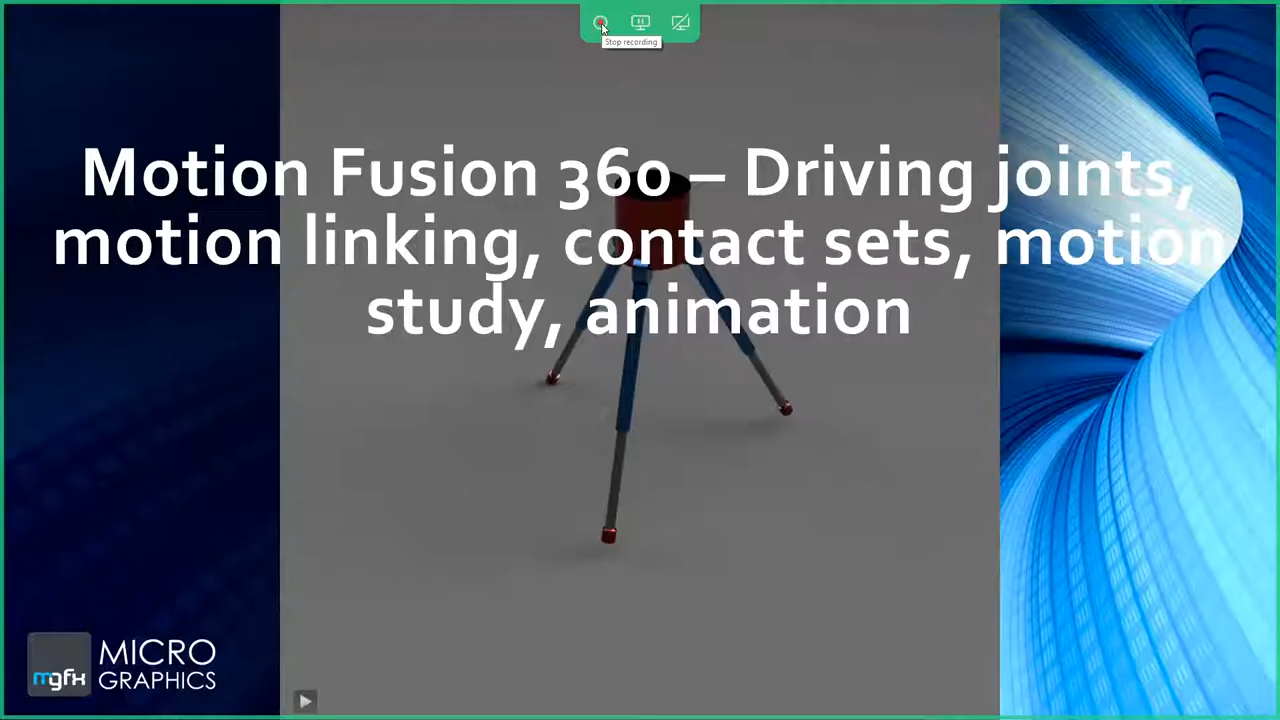 Stop recording
Motion Fusion 360 – Driving joints,
motion linking, contact sets, motion
study, animation
mgfx
MICRO
GRAPHICS